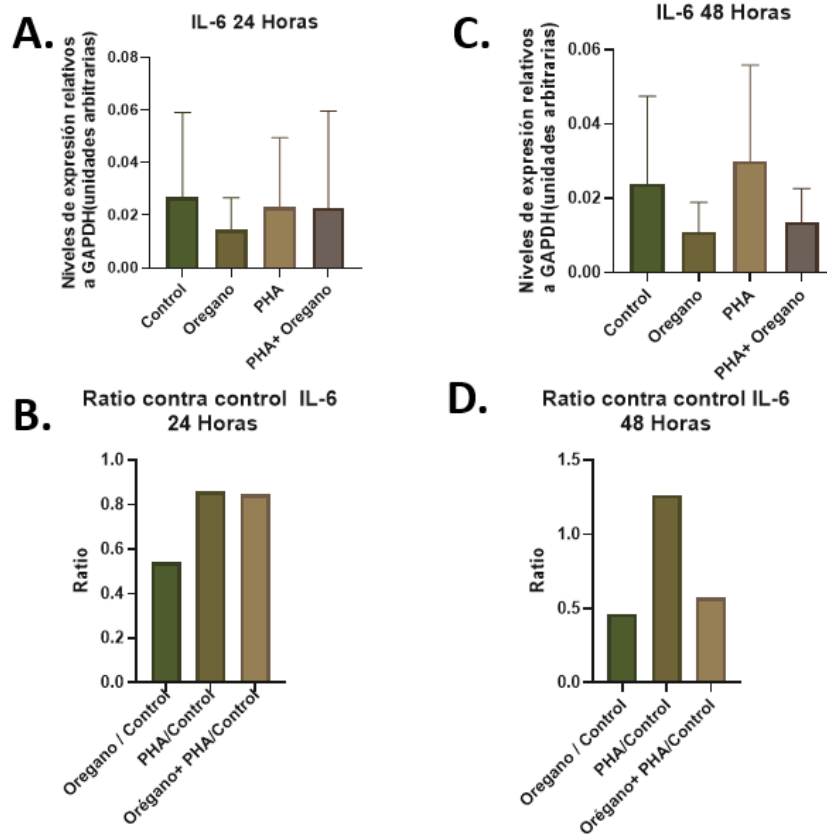 A.
IL-6 24 Horas
Niveles de expresión relativos
a GAPDH(unidades arbitrarias)
0.08
0.06
0.04
0.02
0.00
Control
Oregano
PHA
PHA+ Oregano
C.
IL-6 48 Horas
Niveles de expresión relativos
a GAPDH(unidades arbitrarias)
0.06
0.04
0.02
0.00
Control
Oregano
PHA
PHA+ Oregano
B.
Ratio contra control IL-6
24 Horas
Ratio
1.0
0.8
0.6
0.4
0.2
0.0
Oregano / Control
PHA/Control
Orégano+ PHA/Control
D.
Ratio contra control IL-6
48 Horas
Ratio
1.5
1.0
0.5
0.0
Oregano / Control
PHA/Control
Orégano+ PHA/Control